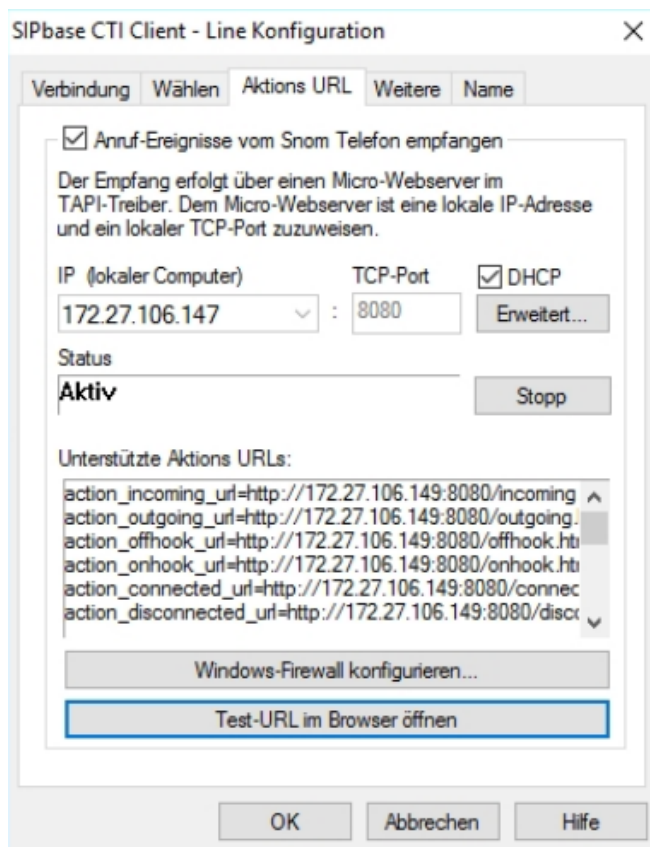 SIPbase CTI Client - Line Konfiguration
Verbindung Wählen Aktions URL Weitere Name
Anruf-Ereignisse vom Snom Telefon empfangen
Der Empfang erfolgt über einen Micro-Webserver im
TAPI-Treiber. Dem Micro-Webserver ist eine lokale IP-Adresse
und ein lokaler TCP-Port zuzuweisen.
IP (lokaler Computer) TCP-Port DHCP
172.27.106.147 : 8080 Erweitert...
Status
Aktiv Stopp
Unterstützte Aktions URLs:
action_incoming_url=http://172.27.106.149:8080/incoming
action_outgoing_url=http://172.27.106.149:8080/outgoing.
action_offhook_url=http://172.27.106.149:8080/offhook.htr
action_onhook_url=http://172.27.106.149:8080/onhook.htr
action_connected_url=http://172.27.106.149:8080/connec
action_disconnected_url=http://172.27.106.149:8080/disc
Windows-Firewall konfigurieren...
Test-URL im Browser öffnen
OK Abbrechen Hilfe